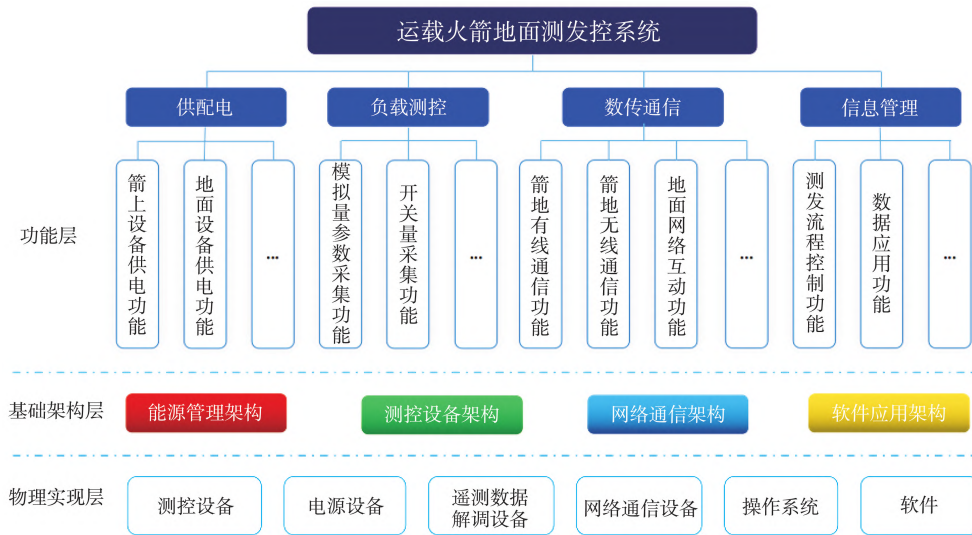 运载火箭地面测发控系统
供配电
负载测控
数传通信
信息管理
功能层
箭上设备供电功能
地面设备供电功能
...
模拟量参数采集功能
开关量采集功能
...
箭地有线通信功能
箭地无线通信功能
地面网络互动功能
...
测发流程控制功能
数据应用功能
...
基础架构层
能源管理架构
测控设备架构
网络通信架构
软件应用架构
物理实现层
测控设备
电源设备
遥测数据
解调设备
网络通信设备
操作系统
软件